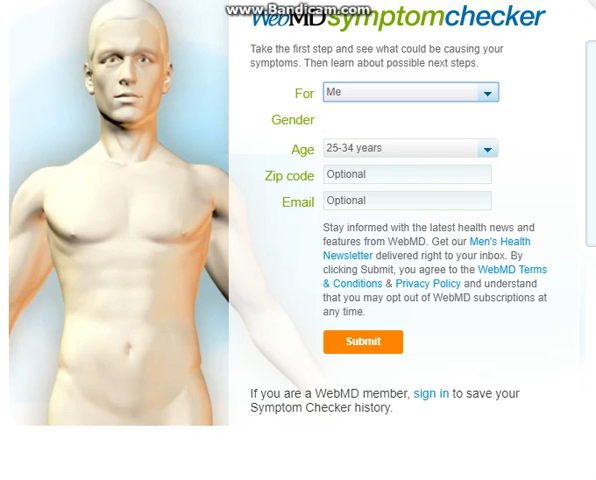 www.Bandicam.com
WebMD symptomchecker
Take the first step and see what could be causing your
symptoms. Then learn about possible next steps.
For Me
Gender
Age 25-34 years
Zip code Optional
Email Optional
Stay informed with the latest health news and
features from WebMD. Get our Men's Health
Newsletter delivered right to your inbox. By
clicking Submit, you agree to the WebMD Terms
& Conditions & Privacy Policy and understand
that you may opt out of WebMD subscriptions at
any time.
Submit
If you are a WebMD member, sign in to save your
Symptom Checker history.